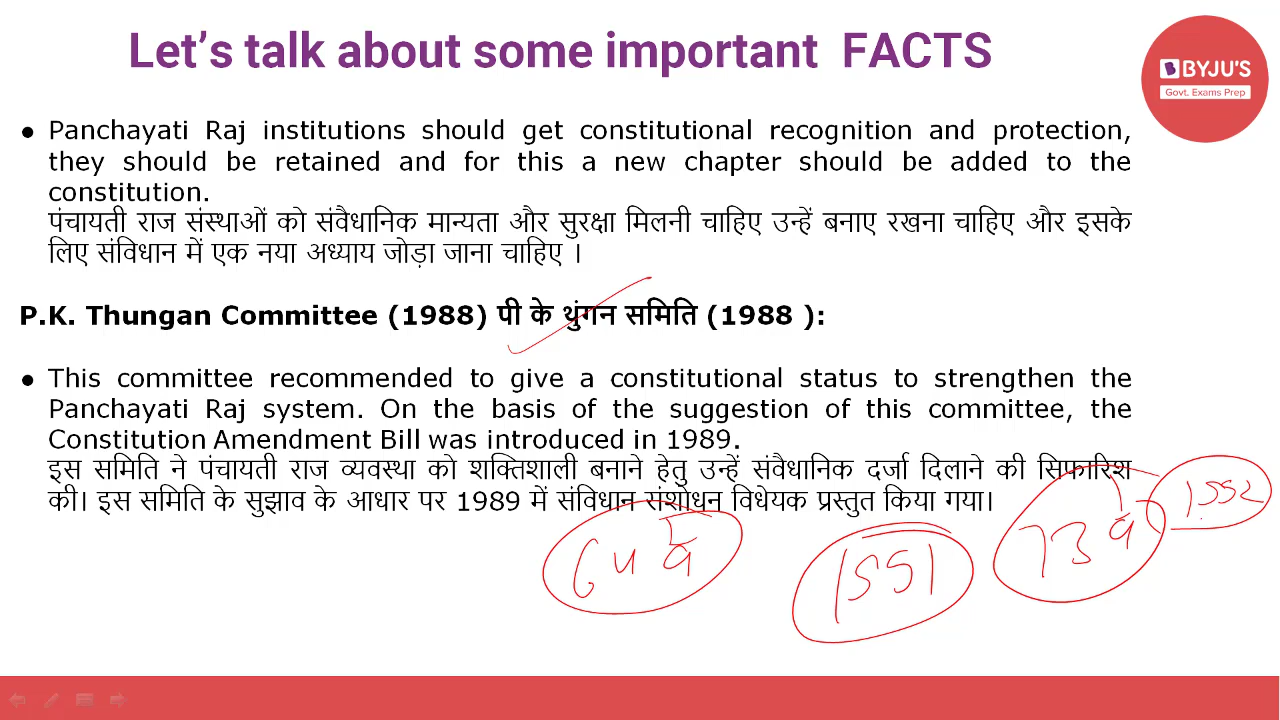 Let's talk about some important FACTS
BYJU'S
Govt. Exams Prep
● Panchayati Raj institutions should get constitutional recognition and protection,
they should be retained and for this a new chapter should be added to the
constitution.
पंचायती राज संस्थाओं को संवैधानिक मान्यता और सुरक्षा मिलनी चाहिए उन्हें बनाए रखना चाहिए और इसके
लिए संविधान में एक नया अध्याय जोड़ा जाना चाहिए ।
P.K. Thungan Committee (1988) पी के थुंगन समिति (1988 ):
● This committee recommended to give a constitutional status to strengthen the
Panchayati Raj system. On the basis of the suggestion of this committee, the
Constitution Amendment Bill was introduced in 1989.
इस समिति ने पंचायती राज व्यवस्था को शक्तिशाली बनाने हेतु उन्हें संवैधानिक दर्जा दिलाने की सिफारिश
की। इस समिति के सुझाव के आधार पर 1989 में संविधान संशोधन विधेयक प्रस्तुत किया गया।
1992
64 वें 1991 73 वें